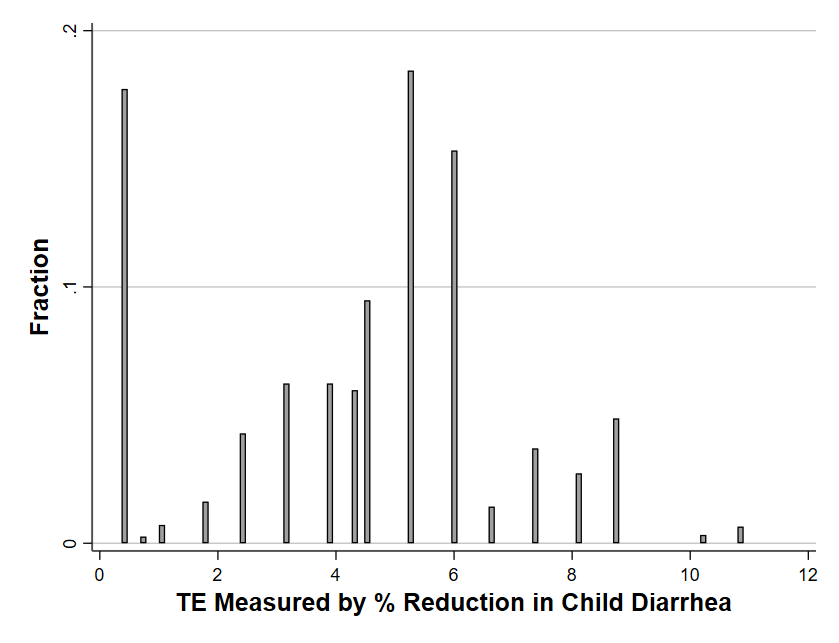 .2
.1
0
Fraction
0 2 4 6 8 10 12
TE Measured by % Reduction in Child Diarrhea